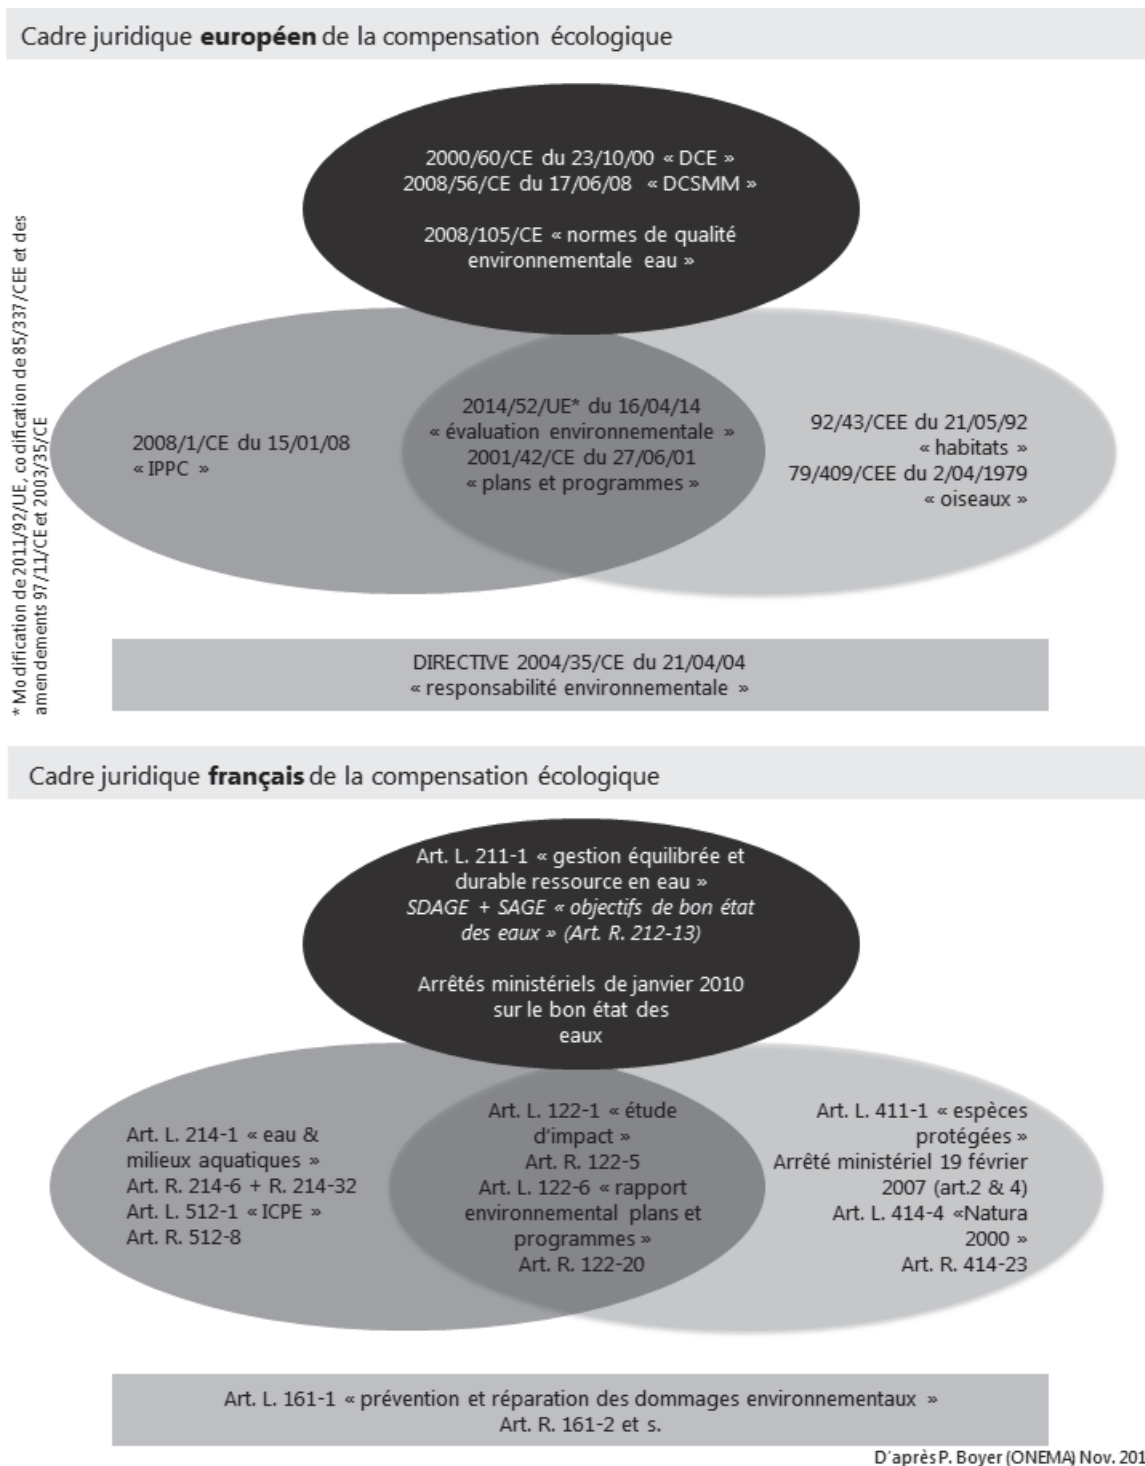 Cadre juridique européen de la compensation écologique
2000/60/CE du 23/10/00 « DCE »
2008/56/CE du 17/06/08 « DCSMM »
2008/105/CE « normes de qualité
environnementale eau »
2008/1/CE du 15/01/08
« IPPC »
2014/52/UE* du 16/04/14
« évaluation environnementale »
2001/42/CE du 27/06/01
« plans et programmes »
92/43/CEE du 21/05/92
« habitats »
79/409/CEE du 2/04/1979
« oiseaux »
* Modification de 2011/92/UE, codification de 85/337/CEE et des
amendements 97/11/CE et 2003/35/CE
DIRECTIVE 2004/35/CE du 21/04/04
« responsabilité environnementale »
Cadre juridique français de la compensation écologique
Art. L. 211-1 « gestion équilibrée et
durable ressource en eau »
SDAGE + SAGE « objectifs de bon état
des eaux » (Art. R. 212-13)
Arrêtés ministériels de janvier 2010
sur le bon état des
eaux
Art. L. 214-1 « eau &
milieux aquatiques »
Art. R. 214-6 + R. 214-32
Art. L. 512-1 « ICPE »
Art. R. 512-8
Art. L. 122-1 « étude
d'impact »
Art. R. 122-5
Art. L. 122-6 « rapport
environmental plans et
programmes »
Art. R. 122-20
Art. L. 411-1 « espèces
protégées »
Arrêté ministériel 19 février
2007 (art.2 & 4)
Art. L. 414-4 «Natura
2000 »
Art. R. 414-23
Art. L. 161-1 « prévention et réparation des dommages environnementaux »
Art. R. 161-2 et s.
D'après P. Boyer (ONEMA) Nov. 201